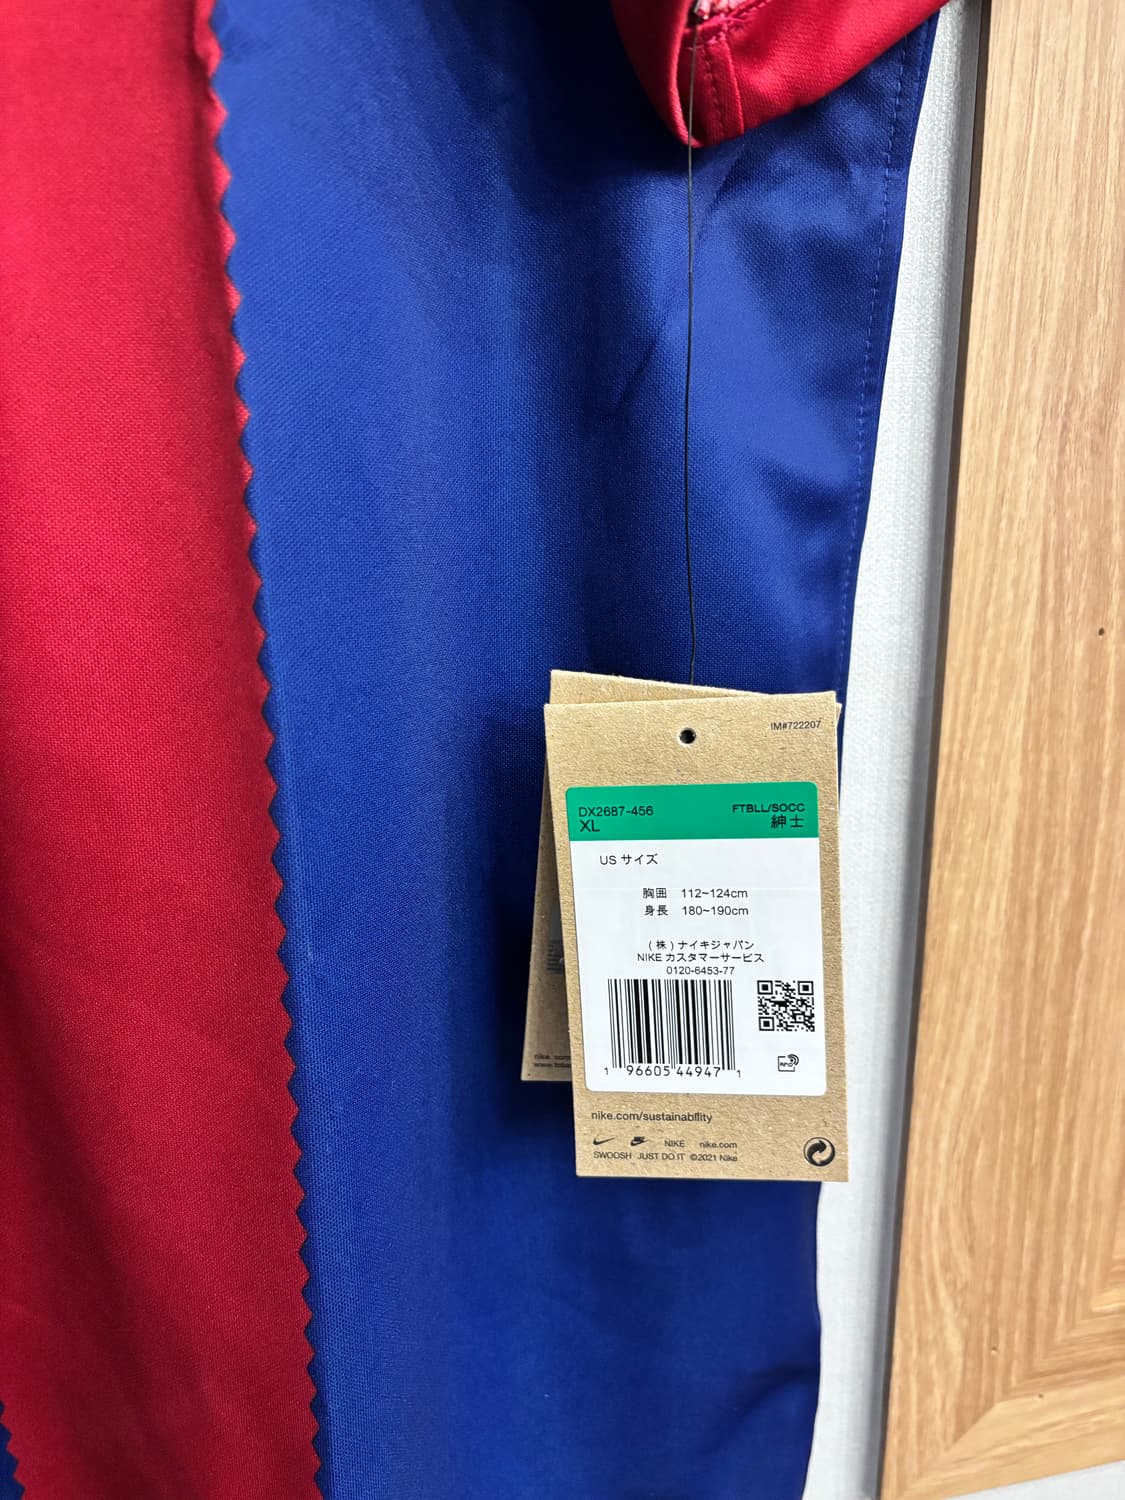 IM#722207
DX2687-456
FTBLL/SOCC
XL
紳士
US サイズ
胸囲 112~124cm
身長 180~190cm
(株)ナイキジャパン
NIKE カスタマーサービス
0120-6453-77
1 96605 44947 1
RFID
nike.com/sustainability
NIKE nike.com
SWOOSH JUST DO IT ©2021 Nike
nike